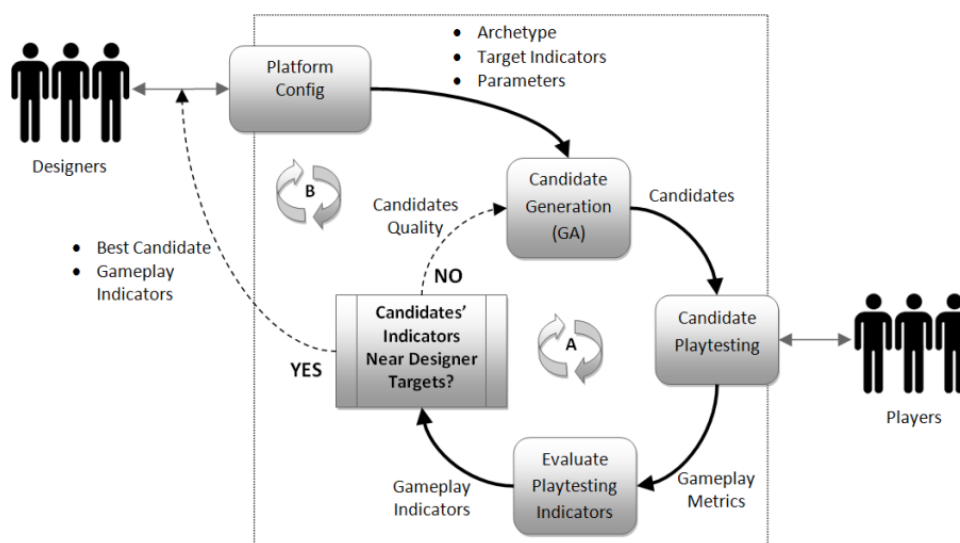 • Archetype
• Target Indicators
• Parameters
Platform
Config
Designers
B
Candidates
Quality
Candidate
Generation
(GA)
Candidates
• Best Candidate
• Gameplay
Indicators
NO
YES
Candidates'
Indicators
Near Designer
Targets?
A
Candidate
Playtesting
Players
Gameplay
Indicators
Evaluate
Playtesting
Indicators
Gameplay
Metrics